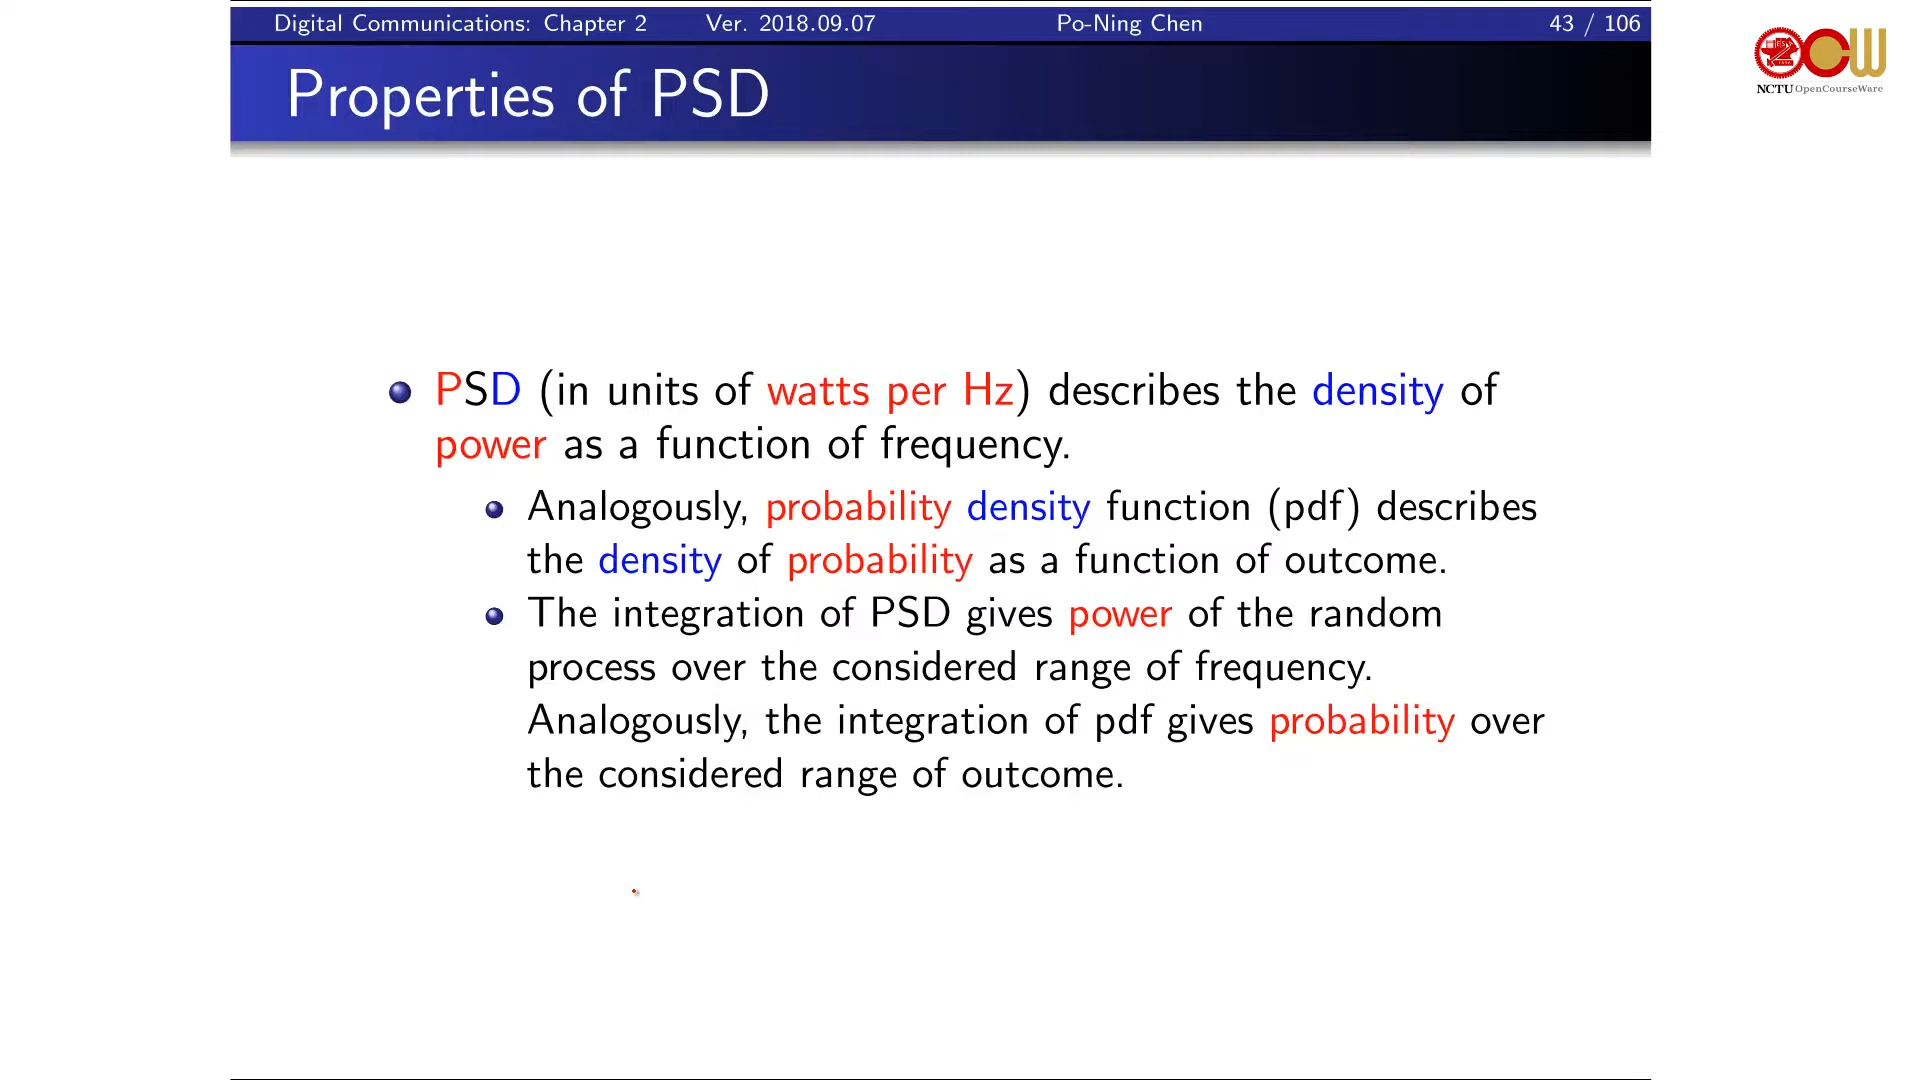 Digital Communications: Chapter 2 Ver. 2018.09.07 Po-Ning Chen 43 / 106
Properties of PSD
NCTU OpenCourseWare
PSD (in units of watts per Hz) describes the density of
power as a function of frequency.
Analogously, probability density function (pdf) describes
the density of probability as a function of outcome.
The integration of PSD gives power of the random
process over the considered range of frequency.
Analogously, the integration of pdf gives probability over
the considered range of outcome.